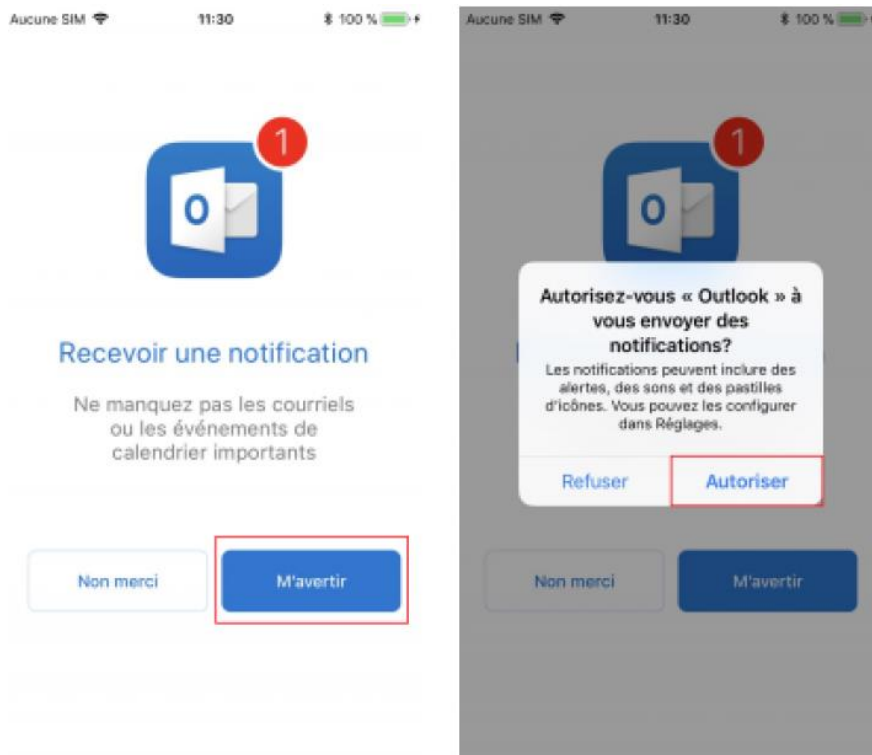 Aucune SIM 11:30 100 %
1
O
Recevoir une notification
Ne manquez pas les courriels
ou les événements de
calendrier importants
Non merci M'avertir
Aucune SIM 11:30 100 %
1
O
Autorisez-vous « Outlook » à
vous envoyer des
notifications?
Les notifications peuvent inclure des
alertes, des sons et des pastilles
d'icônes. Vous pouvez les configurer
dans Réglages.
Refuser Autoriser
Non merci M'avertir